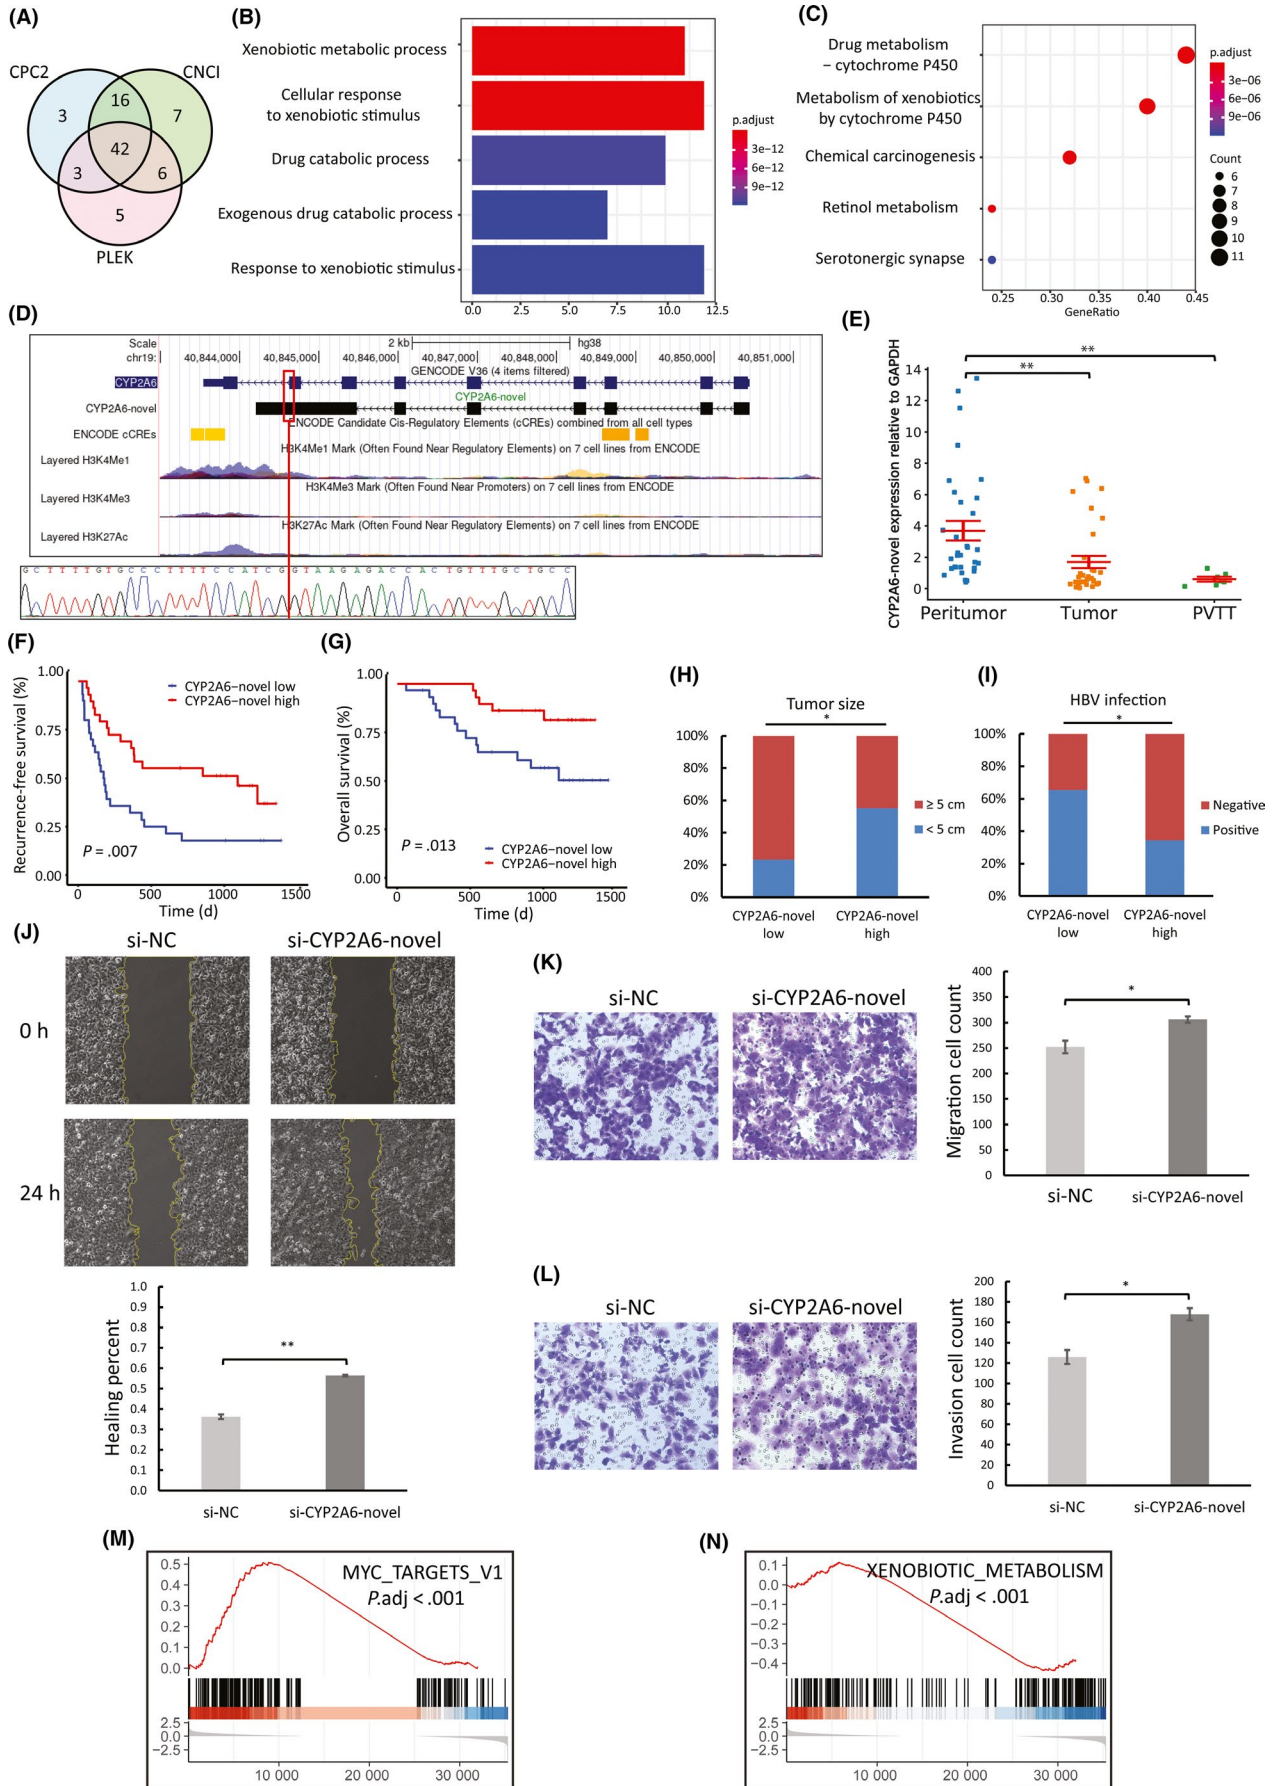 (A)
CPC2
CNCI
3
16
7
42
3
6
5
PLEK
(B)
Xenobiotic metabolic process
Cellular response
to xenobiotic stimulus
Drug catabolic process
Exogenous drug catabolic process
Response to xenobiotic stimulus
0.0 2.5 5.0 7.5 10.0 12.5
p.adjust
3e−12
6e−12
9e−12
(C)
Drug metabolism
− cytochrome P450
Metabolism of xenobiotics
by cytochrome P450
Chemical carcinogenesis
Retinol metabolism
Serotonergic synapse
0.25 0.30 0.35 0.40 0.45
GeneRatio
p.adjust
3e−06
6e−06
9e−06
Count
6
7
8
9
10
11
(D)
Scale 2 kb hg38
chr19: 40,844,000 40,845,000 40,846,000 40,847,000 40,848,000 40,849,000 40,850,000 40,851,000
GENCODE V36 (4 items filtered)
CYP2A6
CYP2A6-novel
CYP2A6-novel
ENCODE Candidate Cis-Regulatory Elements (cCREs) combined from all cell types
ENCODE cCREs
H3K4Me1 Mark (Often Found Near Regulatory Elements) on 7 cell lines from ENCODE
Layered H3K4Me1
H3K4Me3 Mark (Often Found Near Promoters) on 7 cell lines from ENCODE
Layered H3K4Me3
H3K27Ac Mark (Often Found Near Regulatory Elements) on 7 cell lines from ENCODE
Layered H3K27Ac
G C T T T T G T G C C C T T T T C C A T C G G T A A G A G A C C A C T G T T T G C T G C C
(E)
CYP2A6-novel expression relative to GAPDH
14
12
10
8
6
4
2
0
**
**
Peritumor Tumor PVTT
(F)
Recurrence-free survival (%)
1.00
0.75
0.50
0.25
0.00
CYP2A6−novel low
CYP2A6−novel high
P = .007
0 500 1000 1500
Time (d)
(G)
Overall survival (%)
1.00
0.75
0.50
0.25
0.00
P = .013
CYP2A6−novel low
CYP2A6−novel high
0 500 1000 1500
Time (d)
(H)
Tumor size
*
100%
80%
60%
40%
20%
0%
≥ 5 cm
< 5 cm
CYP2A6-novel low
CYP2A6-novel high
(I)
HBV infection
*
100%
80%
60%
40%
20%
0%
Negative
Positive
CYP2A6-novel low
CYP2A6-novel high
(J)
si-NC si-CYP2A6-novel
0 h
24 h
Healing percent
1.0
0.9
0.8
0.7
0.6
0.5
0.4
0.3
0.2
0.1
0.0
**
si-NC si-CYP2A6-novel
(K)
si-NC si-CYP2A6-novel
Migration cell count
400
350
300
250
200
150
100
50
0
*
si-NC si-CYP2A6-novel
(L)
si-NC si-CYP2A6-novel
Invasion cell count
200
180
160
140
120
100
80
60
40
20
0
*
si-NC si-CYP2A6-novel
(M)
MYC_TARGETS_V1
P.adj < .001
0.5
0.4
0.3
0.2
0.1
0.0
2.5
0.0
−2.5
10 000 20 000 30 000
(N)
XENOBIOTIC_METABOLISM
P.adj < .001
0.1
0.0
−0.1
−0.2
−0.3
−0.4
2.5
0.0
−2.5
10 000 20 000 30 000